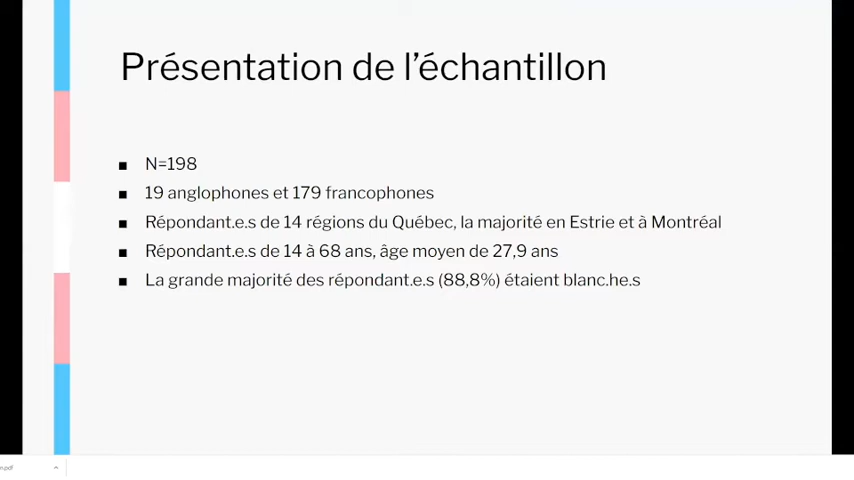 Présentation de l’échantillon
▪ N=198
▪ 19 anglophones et 179 francophones
▪ Répondant.e.s de 14 régions du Québec, la majorité en Estrie et à Montréal
▪ Répondant.e.s de 14 à 68 ans, âge moyen de 27,9 ans
▪ La grande majorité des répondant.e.s (88,8%) étaient blanc.he.s